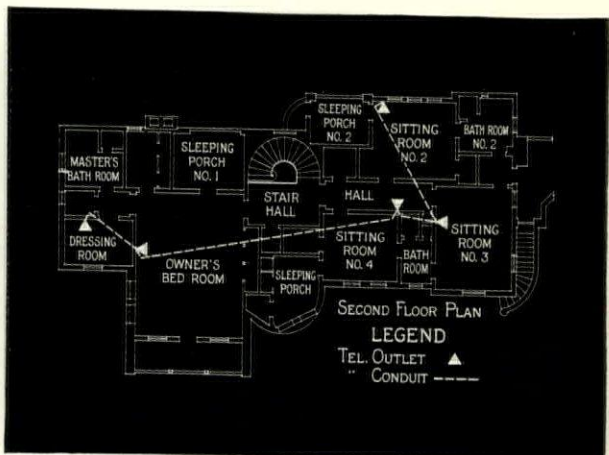 SLEEPING
PORCH
NO. 2
SITTING
ROOM
NO. 2
BATH ROOM
NO. 2
MASTER'S
BATH ROOM
SLEEPING
PORCH
NO. 1
STAIR
HALL
HALL
DRESSING
ROOM
OWNER'S
BED ROOM
SITTING
ROOM
NO. 4
BATH
ROOM
SITTING
ROOM
NO. 3
SLEEPING
PORCH
SECOND FLOOR PLAN
LEGEND
TEL. OUTLET
" CONDUIT